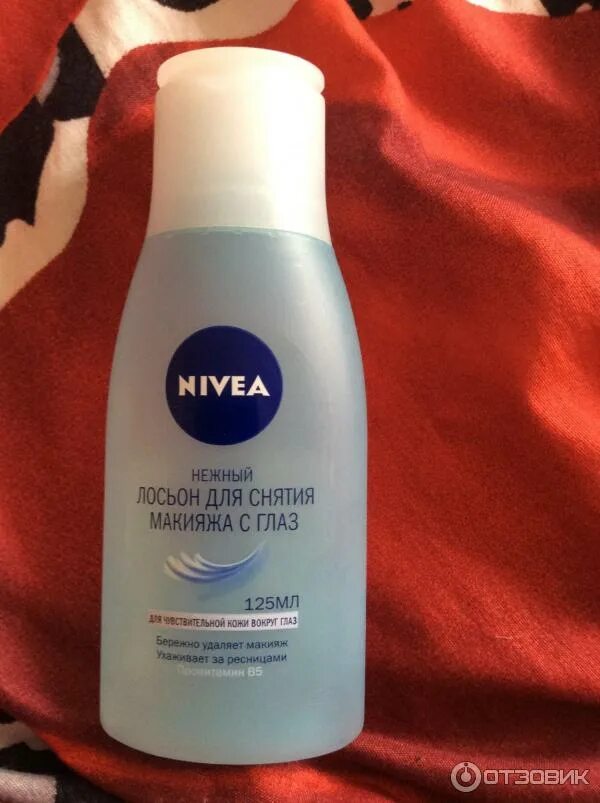 NIVEA
НЕЖНЫЙ
ЛОСЬОН ДЛЯ СНЯТИЯ
МАКИЯЖА С ГЛАЗ
125МЛ
ДЛЯ ЧУВСТВИТЕЛЬНОЙ КОЖИ ВОКРУГ ГЛАЗ
Бережно удаляет макияж
Ухаживает за ресницами
Провитамин В5
ОТЗОВИК